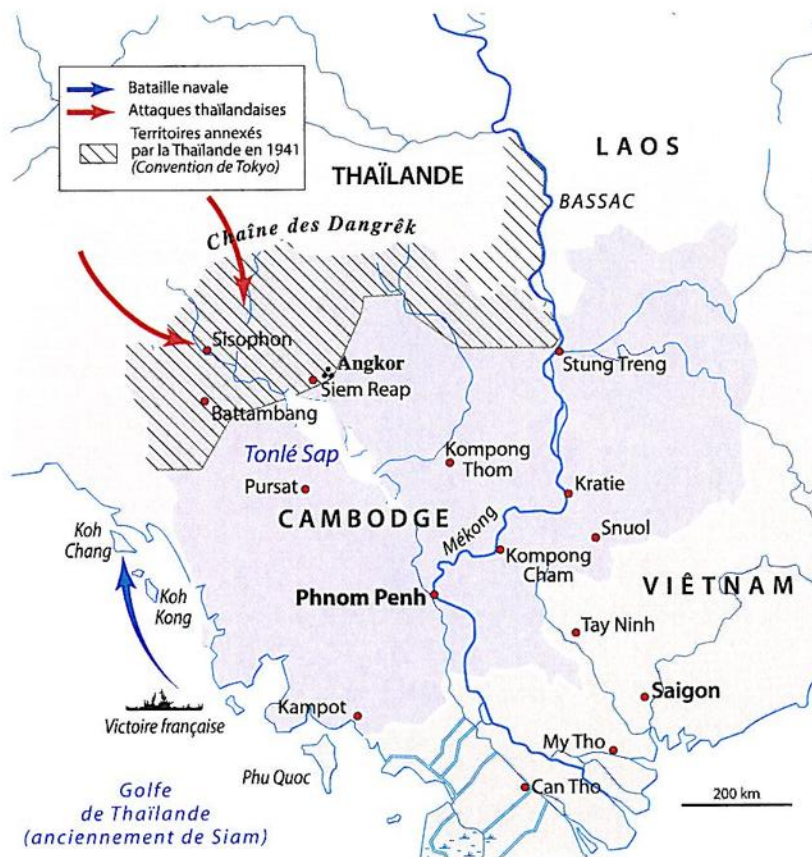 Bataille navale
Attaques thaïlandaises
Territoires annexés
par la Thaïlande en 1941
(Convention de Tokyo)
LAOS
THAÏLANDE
BASSAC
Chaîne des Dangrêk
Sisophon
Angkor
Siem Reap
Stung Treng
Battambang
Tonlé Sap
Kompong
Thom
Pursat
Kratie
CAMBODGE
Mékong
Snuol
Koh
Chang
Kompong
Cham
VIÊTNAM
Koh
Kong
Phnom Penh
Tay Ninh
Saigon
Victoire française
Kampot
My Tho
Phu Quoc
Can Tho
200 km
Golfe
de Thaïlande
(anciennement de Siam)